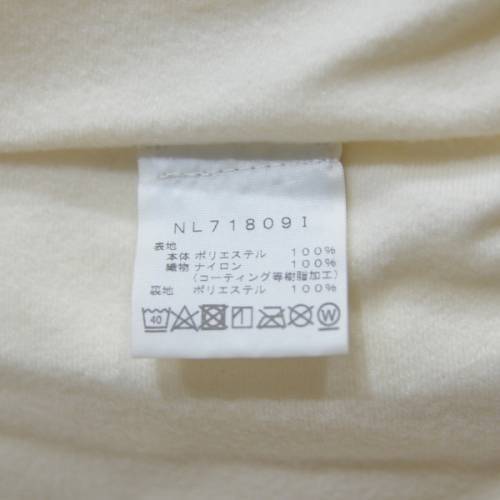 NL71809I
表地
本体 ポリエステル 100%
織物 ナイロン 100%
(コーティング等樹脂加工)
裏地 ポリエステル 100%
40 W